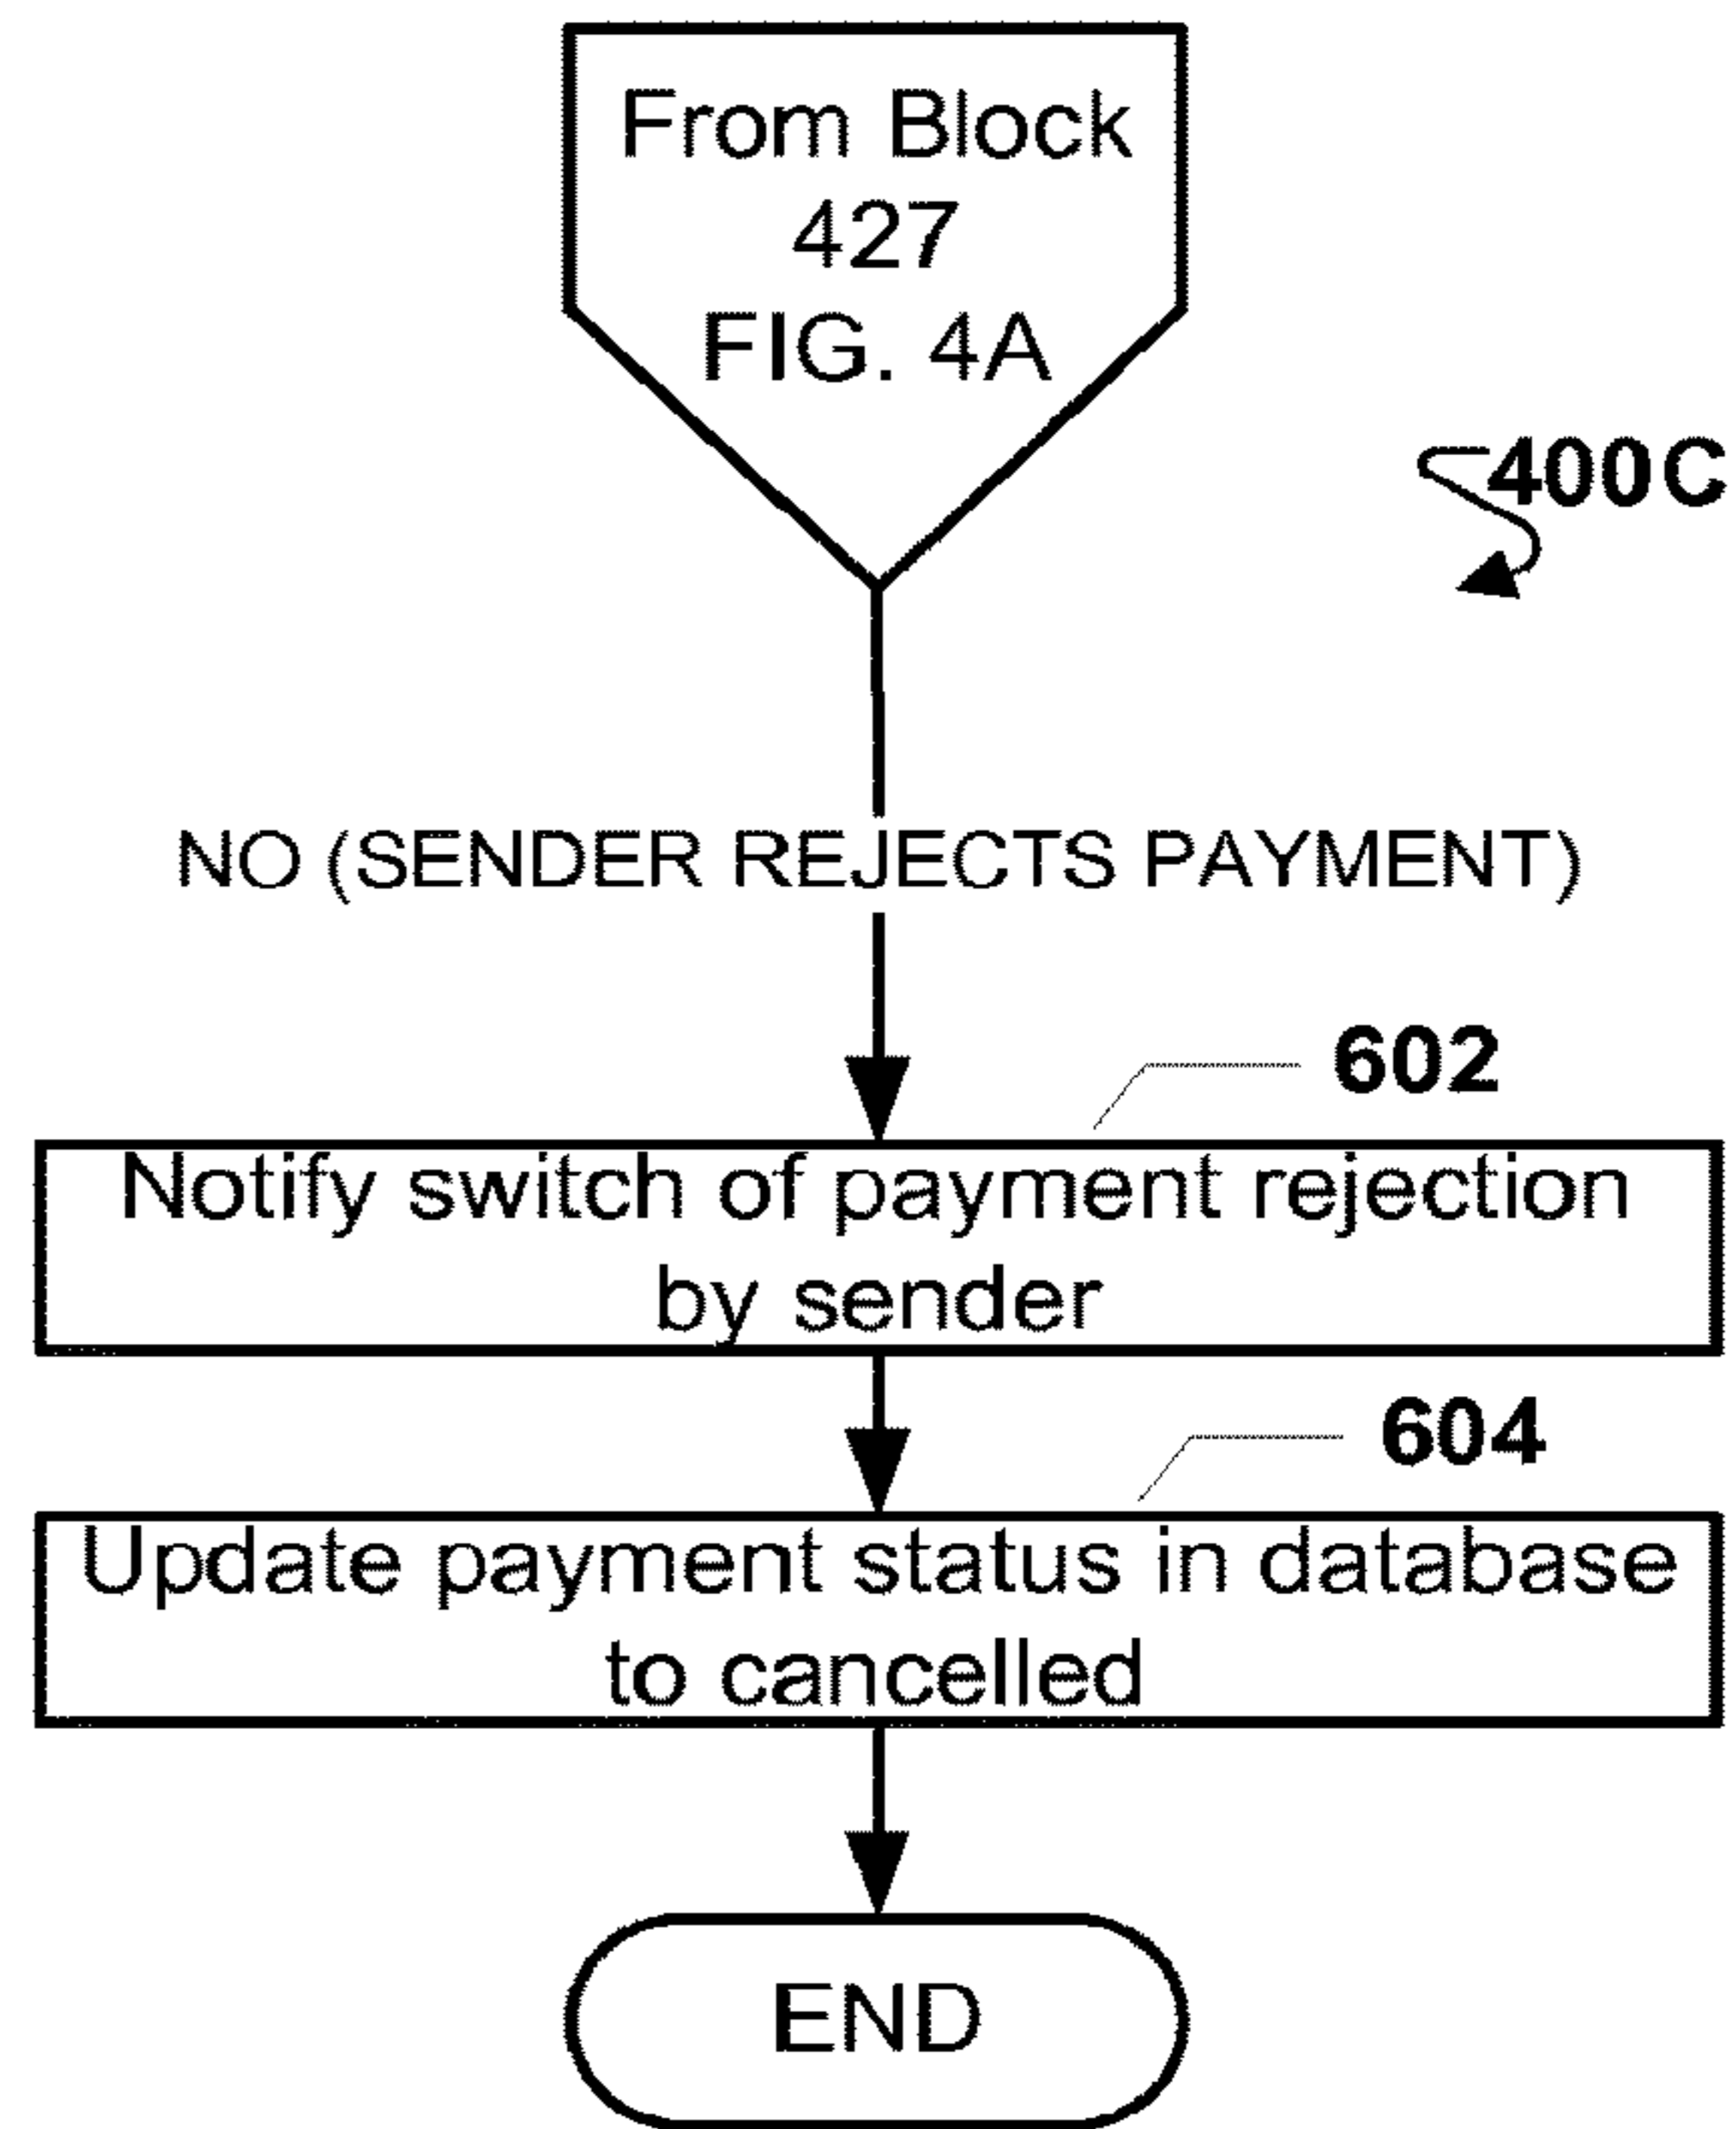 From Block
427
FIG. 4A
400C
NO (SENDER REJECTS PAYMENT)
602
Notify switch of payment rejection
by sender
604
Update payment status in database
to cancelled
END